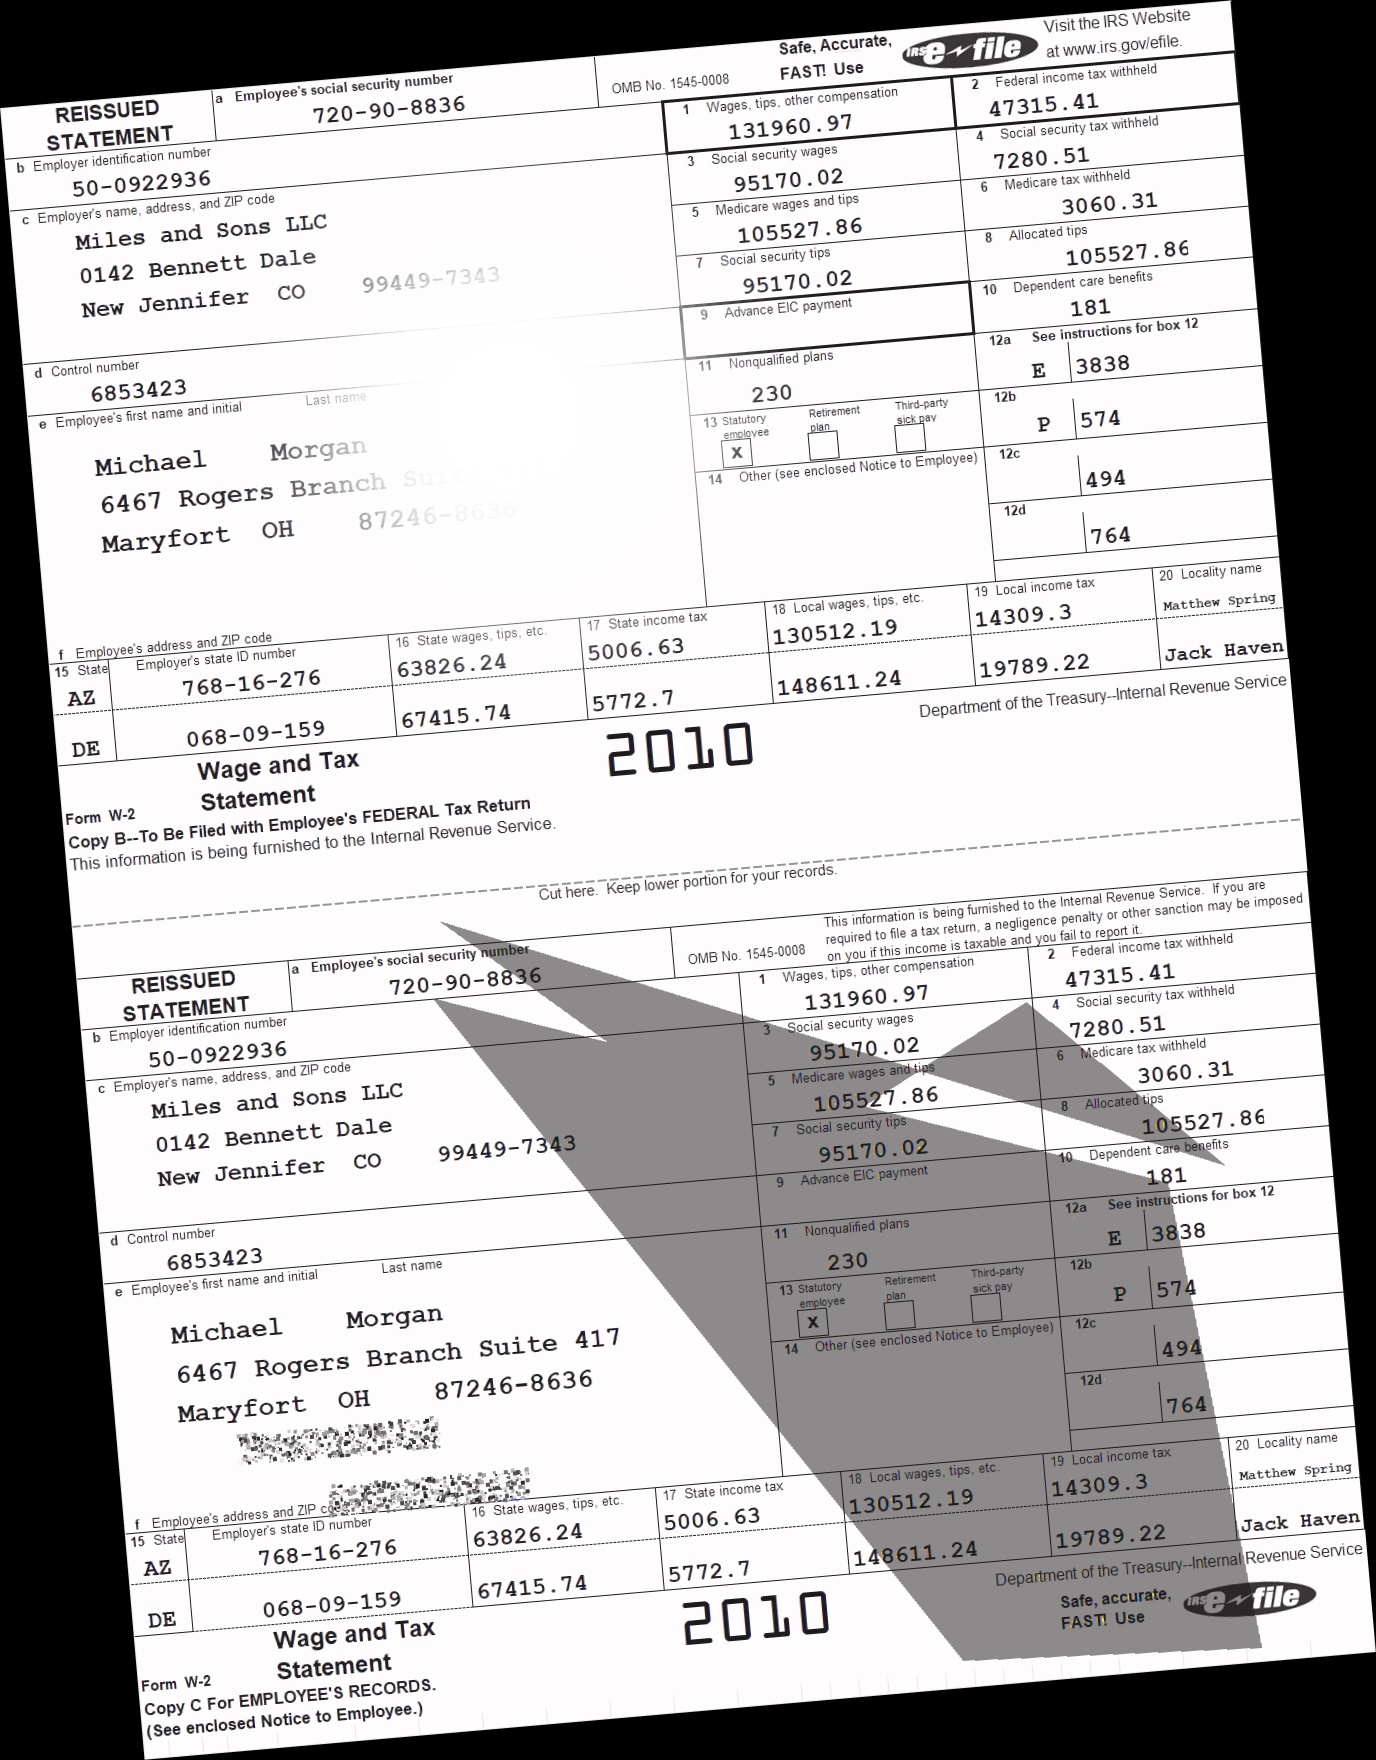 Safe, Accurate,
FAST! Use
IRS e-file
Visit the IRS Website
at www.irs.gov/efile.
REISSUED
STATEMENT
a Employee's social security number
720-90-8836
OMB No. 1545-0008
1 Wages, tips, other compensation
131960.97
2 Federal income tax withheld
47315.41
b Employer identification number
50-0922936
3 Social security wages
95170.02
4 Social security tax withheld
7280.51
c Employer's name, address, and ZIP code
Miles and Sons LLC
0142 Bennett Dale
New Jennifer CO 99449-7343
5 Medicare wages and tips
105527.86
6 Medicare tax withheld
3060.31
7 Social security tips
95170.02
8 Allocated tips
105527.86
9 Advance EIC payment
10 Dependent care benefits
181
d Control number
6853423
11 Nonqualified plans
230
12a See instructions for box 12
E 3838
e Employee's first name and initial Last name
Michael Morgan
6467 Rogers Branch Suite
Maryfort OH 87246-8636
13 Statutory employee
Retirement plan
Third-party sick pay
X
12b
P 574
14 Other (see enclosed Notice to Employee)
12c
494
12d
764
f Employee's address and ZIP code
15 State Employer's state ID number
16 State wages, tips, etc.
17 State income tax
18 Local wages, tips, etc.
19 Local income tax
20 Locality name
AZ 768-16-276 63826.24 5006.63 130512.19 14309.3 Matthew Spring
DE 068-09-159 67415.74 5772.7 148611.24 19789.22 Jack Haven
Form W-2
Wage and Tax
Statement
2010
Department of the Treasury--Internal Revenue Service
Copy B--To Be Filed with Employee's FEDERAL Tax Return
This information is being furnished to the Internal Revenue Service.
Cut here. Keep lower portion for your records.
This information is being furnished to the Internal Revenue Service. If you are
required to file a tax return, a negligence penalty or other sanction may be imposed
on you if this income is taxable and you fail to report it.
REISSUED
STATEMENT
a Employee's social security number
720-90-8836
OMB No. 1545-0008
1 Wages, tips, other compensation
131960.97
2 Federal income tax withheld
47315.41
b Employer identification number
50-0922936
3 Social security wages
95170.02
4 Social security tax withheld
7280.51
c Employer's name, address, and ZIP code
Miles and Sons LLC
0142 Bennett Dale
New Jennifer CO 99449-7343
5 Medicare wages and tips
105527.86
6 Medicare tax withheld
3060.31
7 Social security tips
95170.02
8 Allocated tips
105527.86
9 Advance EIC payment
10 Dependent care benefits
181
d Control number
6853423
11 Nonqualified plans
230
12a See instructions for box 12
E 3838
e Employee's first name and initial Last name
Michael Morgan
6467 Rogers Branch Suite 417
Maryfort OH 87246-8636
13 Statutory employee
Retirement plan
Third-party sick pay
X
12b
P 574
14 Other (see enclosed Notice to Employee)
12c
494
12d
764
f Employee's address and ZIP code
15 State Employer's state ID number
16 State wages, tips, etc.
17 State income tax
18 Local wages, tips, etc.
19 Local income tax
20 Locality name
AZ 768-16-276 63826.24 5006.63 130512.19 14309.3 Matthew Spring
DE 068-09-159 67415.74 5772.7 148611.24 19789.22 Jack Haven
Form W-2
Wage and Tax
Statement
2010
Department of the Treasury--Internal Revenue Service
Safe, accurate,
FAST! Use
IRS e-file
Copy C For EMPLOYEE'S RECORDS.
(See enclosed Notice to Employee.)